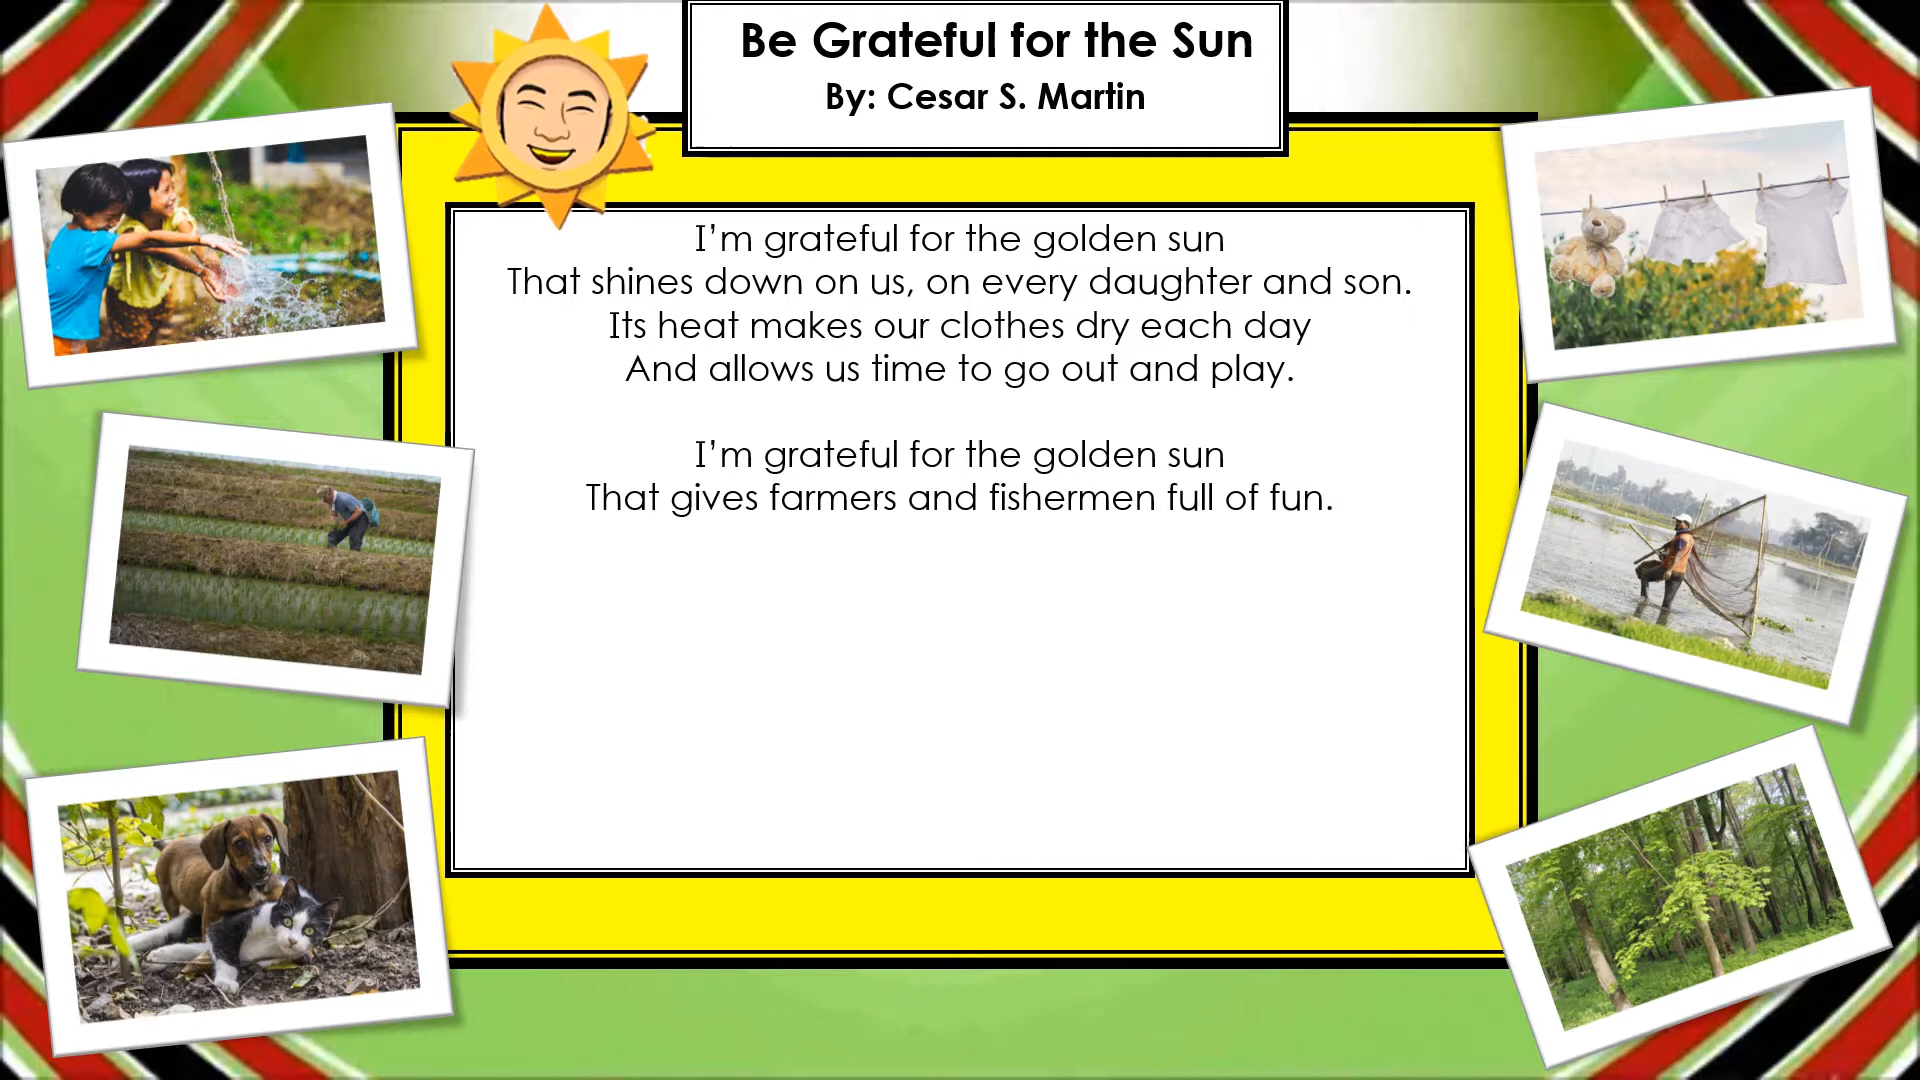 Be Grateful for the Sun
By: Cesar S. Martin
I’m grateful for the golden sun
That shines down on us, on every daughter and son.
Its heat makes our clothes dry each day
And allows us time to go out and play.
I’m grateful for the golden sun
That gives farmers and fishermen full of fun.